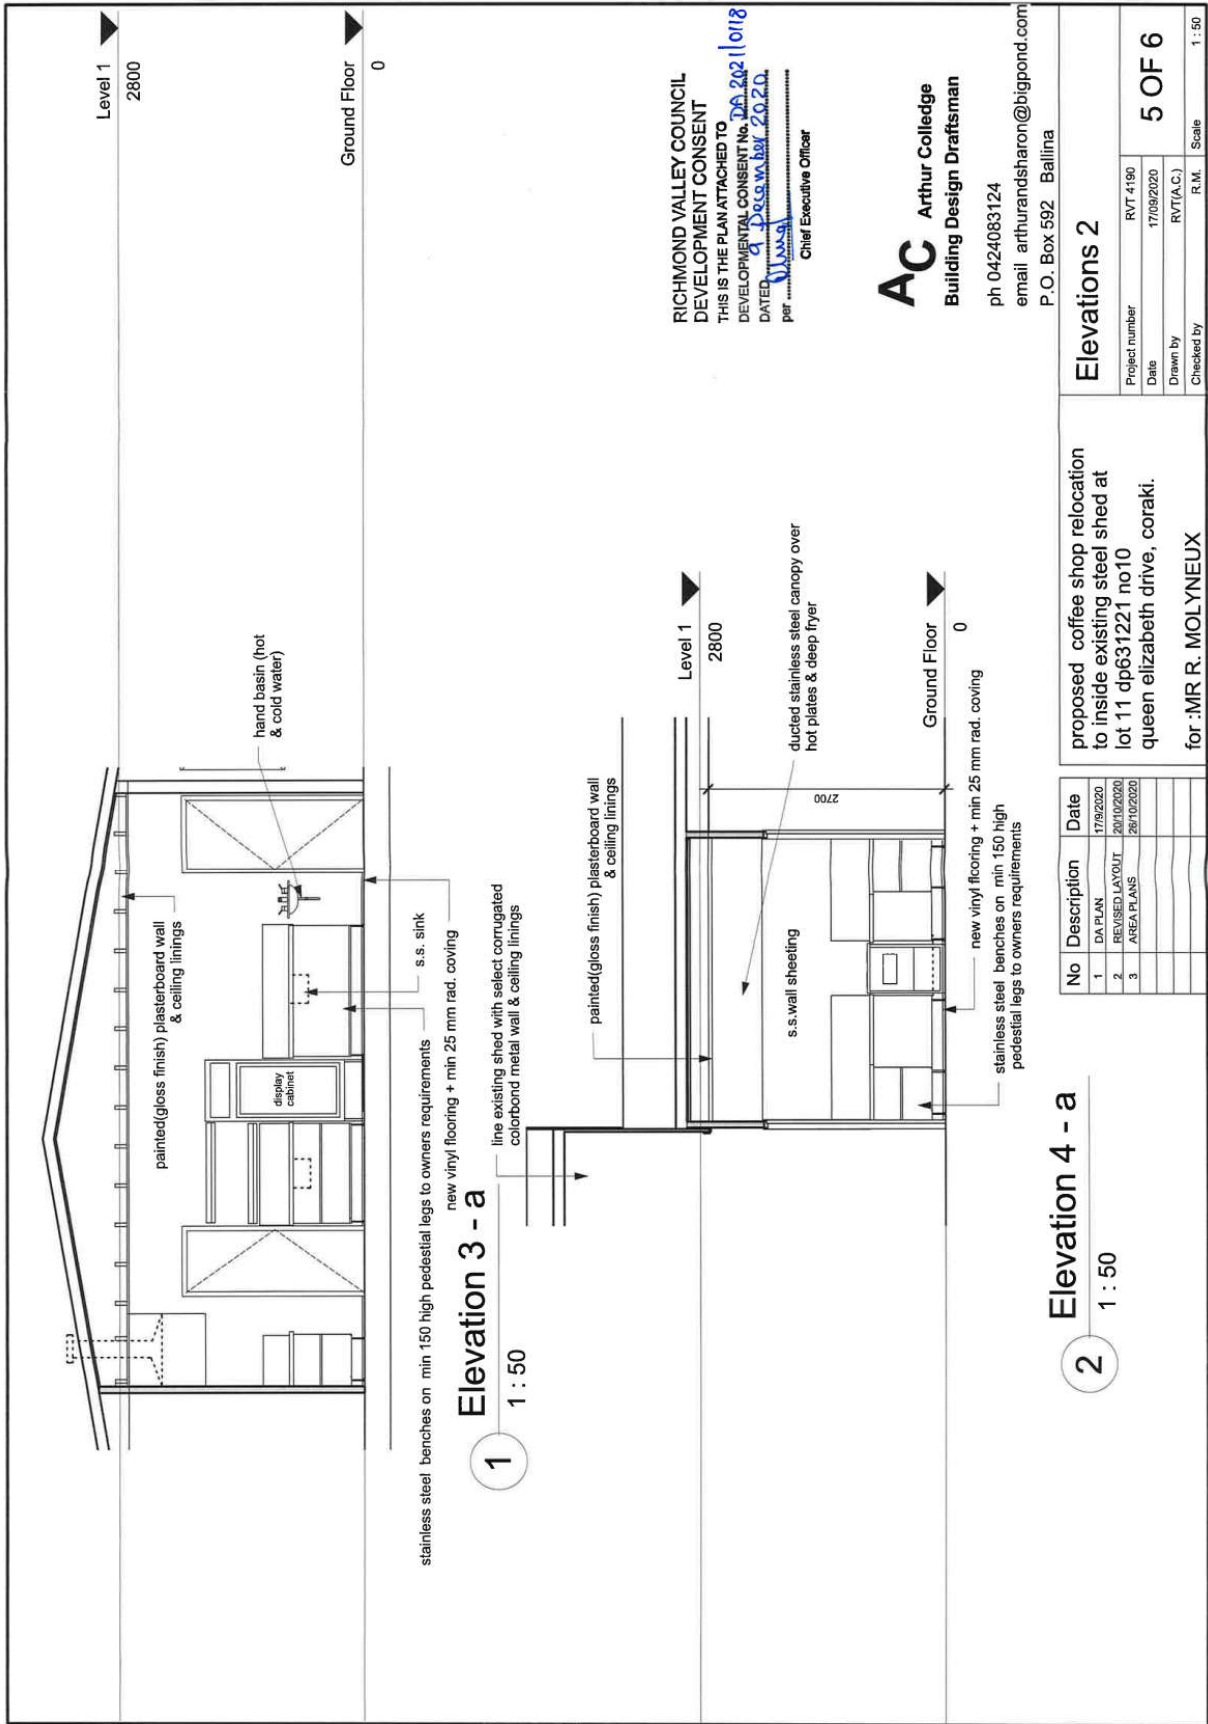 Level 1
2800
Ground Floor
0
painted(gloss finish) plasterboard wall
& ceiling linings
hand basin (hot
& cold water)
display
cabinet
s.s. sink
stainless steel benches on min 150 high pedestial legs to owners requirements
new vinyl flooring + min 25 mm rad. coving
1
Elevation 3 - a
1 : 50
line existing shed with select corrugated
colorbond metal wall & ceiling linings
painted(gloss finish) plasterboard wall
& ceiling linings
Level 1
2800
ducted stainless steel canopy over
hot plates & deep fryer
2700
s.s.wall sheeting
Ground Floor
0
new vinyl flooring + min 25 mm rad. coving
stainless steel benches on min 150 high
pedestial legs to owners requirements
2
Elevation 4 - a
1 : 50
RICHMOND VALLEY COUNCIL
DEVELOPMENT CONSENT
THIS IS THE PLAN ATTACHED TO
DEVELOPMENTAL CONSENT No. DA 2021/0118
DATED 9 December 2020
per
Chief Executive Officer
AC Arthur Colledge
Building Design Draftsman
ph 0424083124
email arthurandsharon@bigpond.com
P.O. Box 592 Ballina
No Description Date
1 DA PLAN 17/9/2020
2 REVISED LAYOUT 20/10/2020
3 AREA PLANS 26/10/2020
proposed coffee shop relocation
to inside existing steel shed at
lot 11 dp631221 no10
queen elizabeth drive, coraki.
for :MR R. MOLYNEUX
Elevations 2
Project number RVT 4190
Date 17/09/2020
Drawn by RVT(A.C.)
Checked by R.M.
5 OF 6
Scale 1 : 50